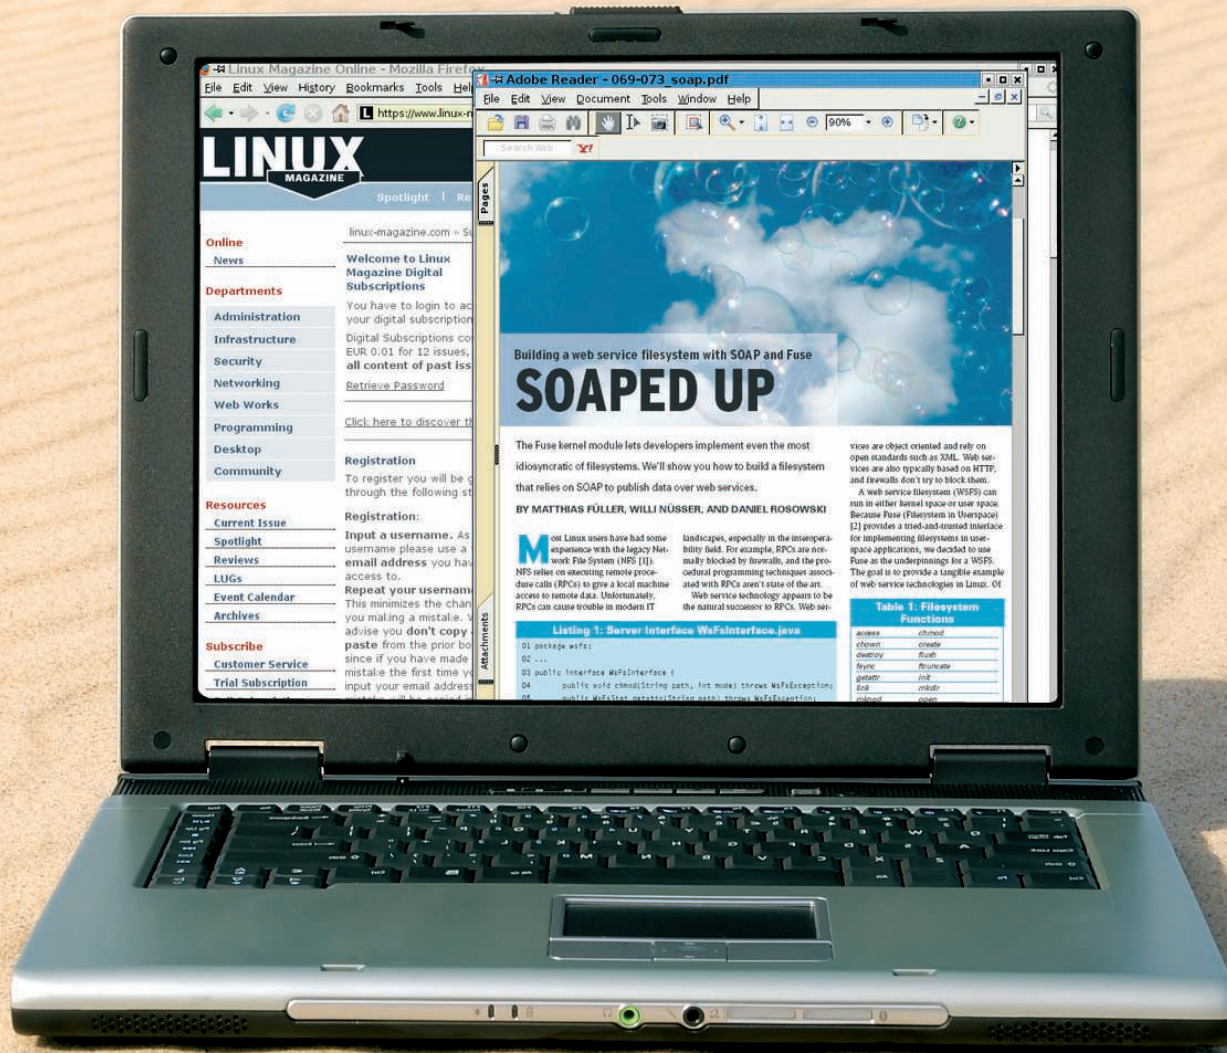 Linux Magazine Online - Mozilla Firefox
File Edit View History Bookmarks Tools Hel
https://www.linux-n
LINUX
MAGAZINE
Spotlight Re
Online
News
Departments
Administration
Infrastructure
Security
Networking
Web Works
Programming
Desktop
Community
Resources
Current Issue
Spotlight
Reviews
LUGs
Event Calendar
Archives
Subscribe
Customer Service
Trial Subscription
linux-magazine.com » Su
Welcome to Linux
Magazine Digital
Subscriptions
You have to login to ac
your digital subscription
Digital Subscriptions co
EUR 0.01 for 12 issues,
all content of past iss
Retrieve Password
Click here to discover th
Registration
To register you will be g
through the following st
Registration:
Input a username. As
username please use a
email address you hav
access to.
Repeat your usernam
This minimizes the chan
you making a mistake. W
advise you don't copy
paste from the prior bo
since if you have made
mistake the first time yo
input your email address
Adobe Reader - 069-073_soap.pdf
File Edit View Document Tools Window Help
90%
Search Web Y!
Pages
Attachments
Building a web service filesystem with SOAP and Fuse
SOAPED UP
The Fuse kernel module lets developers implement even the most
idiosyncratic of filesystems. We'll show you how to build a filesystem
that relies on SOAP to publish data over web services.
BY MATTHIAS FÜLLER, WILLI NÜSSER, AND DANIEL ROSOWSKI
Most Linux users have had some
experience with the legacy Net-
work File System (NFS [1]).
NFS relies on executing remote proce-
dure calls (RPCs) to give a local machine
access to remote data. Unfortunately,
RPCs can cause trouble in modern IT
landscapes, especially in the interopera-
bility field. For example, RPCs are nor-
mally blocked by firewalls, and the pro-
cedural programming techniques associ-
ated with RPCs aren't state of the art.
Web service technology appears to be
the natural successor to RPCs. Web ser-
vices are object oriented and rely on
open standards such as XML. Web ser-
vices are also typically based on HTTP,
and firewalls don't try to block them.
A web service filesystem (WSFS) can
run in either kernel space or user space.
Because Fuse (Filesystem in Userspace)
[2] provides a tried-and-trusted interface
for implementing filesystems in user-
space applications, we decided to use
Fuse as the underpinnings for a WSFS.
The goal is to provide a tangible example
of web service technologies in Linux. Of
Listing 1: Server Interface WsFsInterface.java
01 package wsfs;
02 ...
03 public interface WsFsInterface {
04 public void chmod(String path, int mode) throws WsFsException;
05 public WsFsStat getattr(String path) throws WsFsException;
Table 1: Filesystem
Functions
access chmod
chown create
destroy flush
fsync ftruncate
getattr init
link mkdir
mknod open